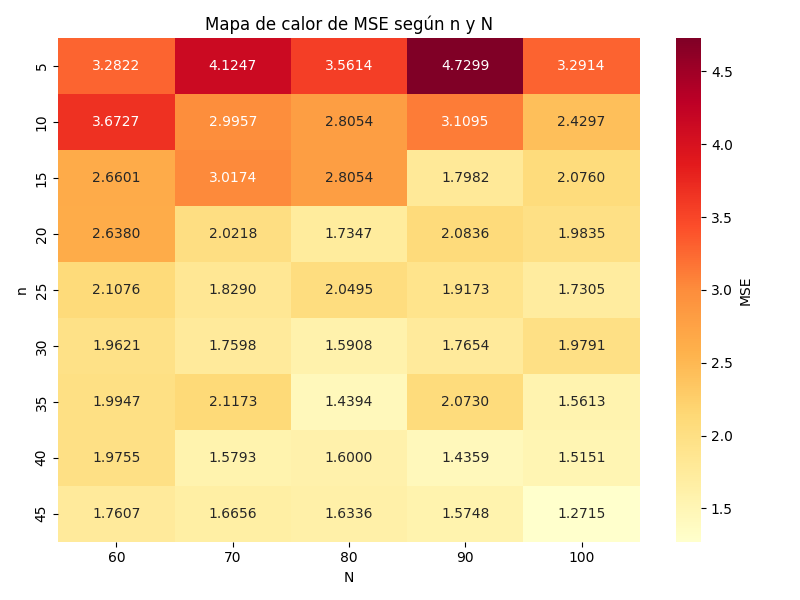 Mapa de calor de MSE según n y N
5 3.2822 4.1247 3.5614 4.7299 3.2914
10 3.6727 2.9957 2.8054 3.1095 2.4297
15 2.6601 3.0174 2.8054 1.7982 2.0760
20 2.6380 2.0218 1.7347 2.0836 1.9835
25 2.1076 1.8290 2.0495 1.9173 1.7305
30 1.9621 1.7598 1.5908 1.7654 1.9791
35 1.9947 2.1173 1.4394 2.0730 1.5613
40 1.9755 1.5793 1.6000 1.4359 1.5151
45 1.7607 1.6656 1.6336 1.5748 1.2715
60 70 80 90 100
N
n
4.5
4.0
3.5
3.0
2.5
2.0
1.5
MSE